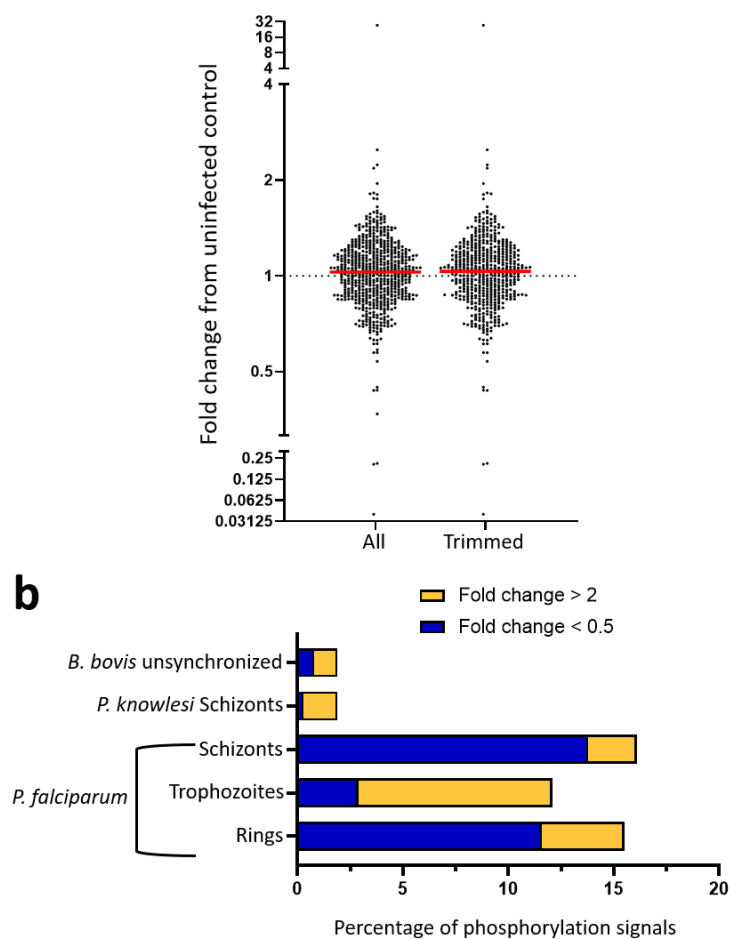 32
16
8
4
4
2
1
0.5
0.25
0.125
0.0625
0.03125
Fold change from uninfected control
All Trimmed
b
Fold change > 2
Fold change < 0.5
B. bovis unsynchronized
P. knowlesi Schizonts
Schizonts
P. falciparum
Trophozoites
Rings
0 5 10 15 20
Percentage of phosphorylation signals